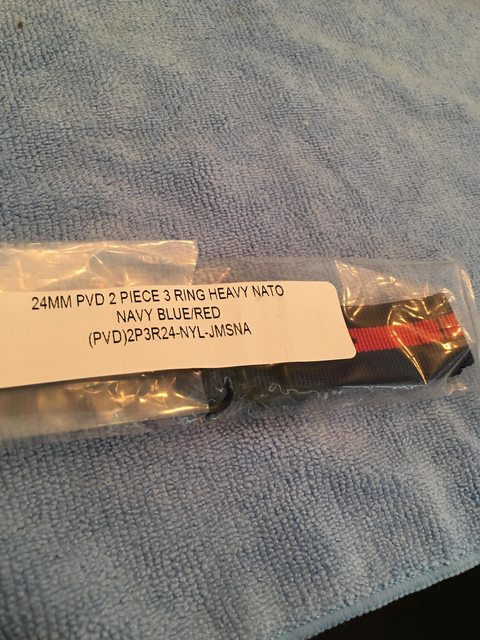 24MM PVD 2 PIECE 3 RING HEAVY NATO
NAVY BLUE/RED
(PVD)2P3R24-NYL-JMSNA